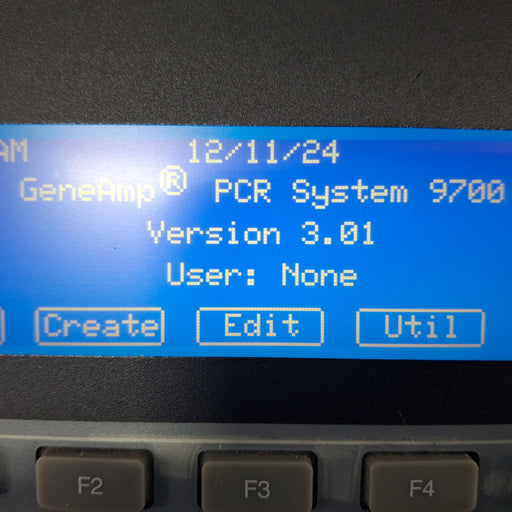 AM 12/11/24
GeneAmp® PCR System 9700
Version 3.01
User: None
Create Edit Util
F2 F3 F4